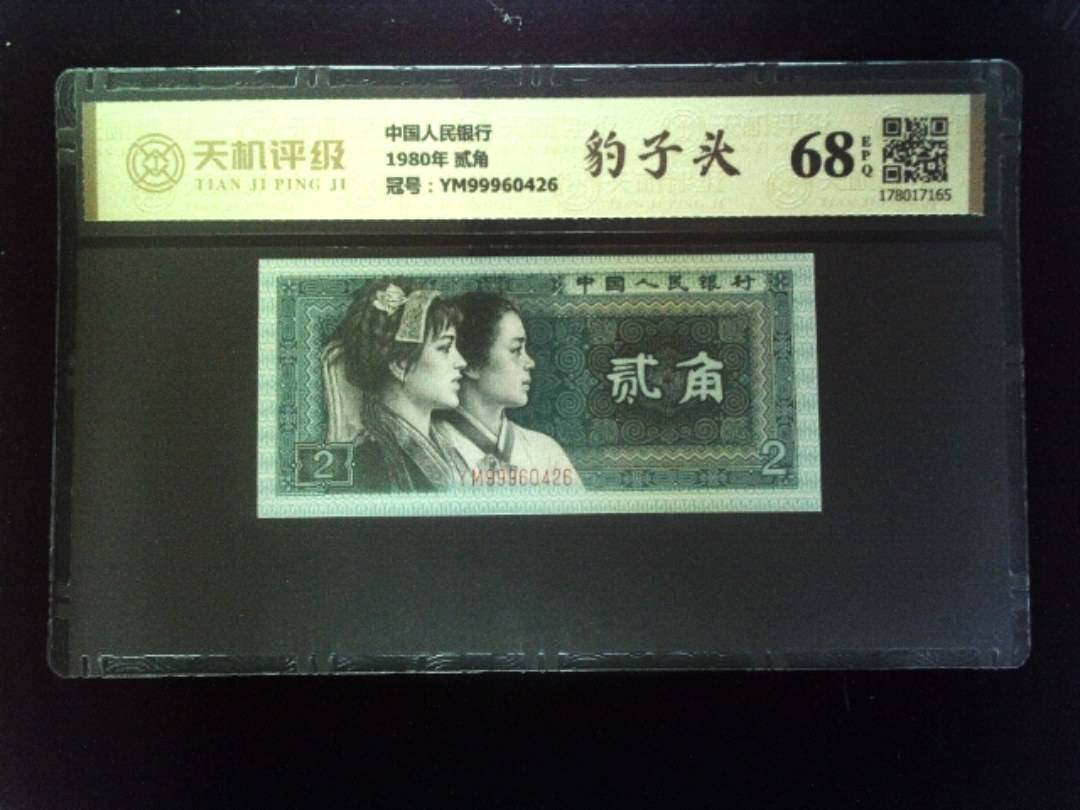 天机评级
TIAN JI PING JI
中国人民银行
1980年 贰角
冠号：YM99960426
豹子头
68
EPQ
178017165
中国人民银行
贰角
2
2
YM99960426